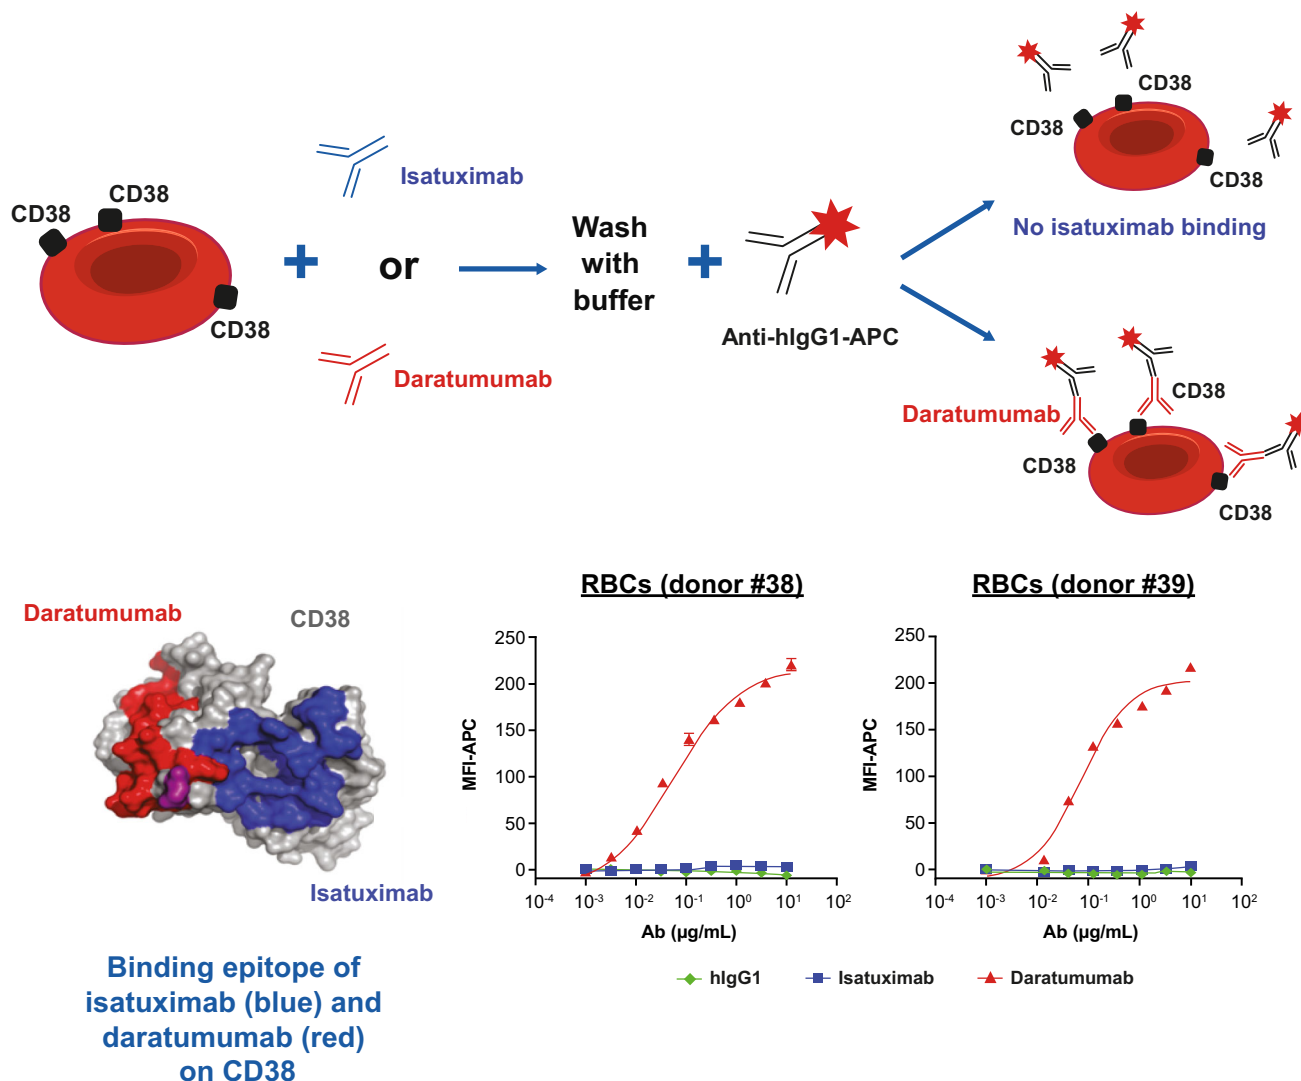 CD38
CD38
CD38
Isatuximab
or
Daratumumab
Wash
with
buffer
Anti-hIgG1-APC
CD38
CD38
CD38
No isatuximab binding
Daratumumab
CD38
CD38
CD38
Daratumumab
CD38
Isatuximab
Binding epitope of
isatuximab (blue) and
daratumumab (red)
on CD38
RBCs (donor #38)
MFI-APC
250
200
150
100
50
0
10-4 10-3 10-2 10-1 100 101 102
Ab (µg/mL)
RBCs (donor #39)
MFI-APC
250
200
150
100
50
0
10-4 10-3 10-2 10-1 100 101 102
Ab (µg/mL)
hIgG1 Isatuximab Daratumumab